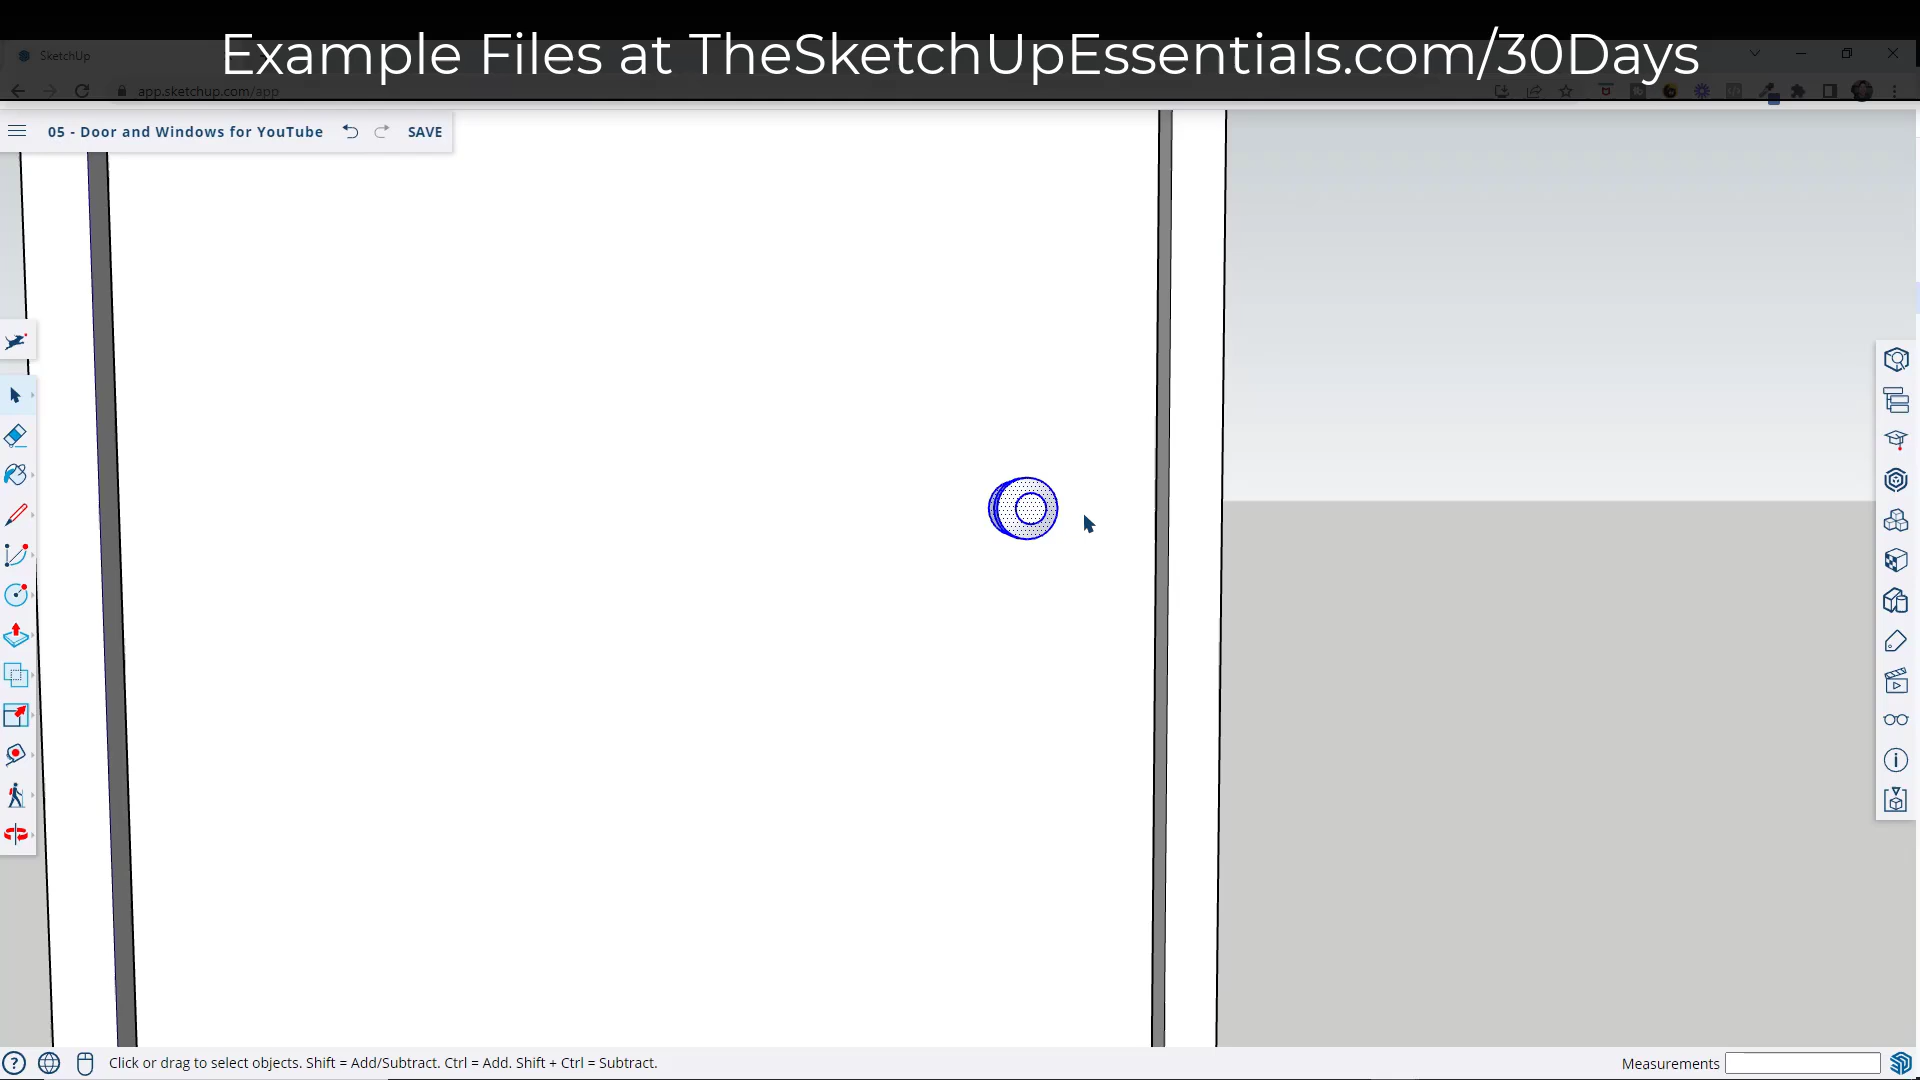 Example Files at TheSketchUpEssentials.com/30Days
SketchUp
app.sketchup.com/app
05 - Door and Windows for YouTube SAVE
Click or drag to select objects. Shift = Add/Subtract. Ctrl = Add. Shift + Ctrl = Subtract.
Measurements